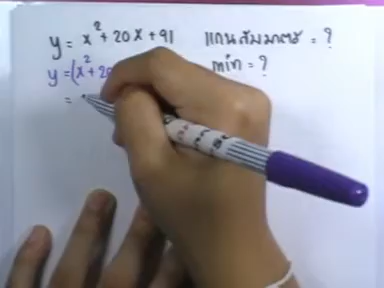 y = x² + 20x + 91 แกนสมมาตร = ?
y = (x² + 20 min = ?
=